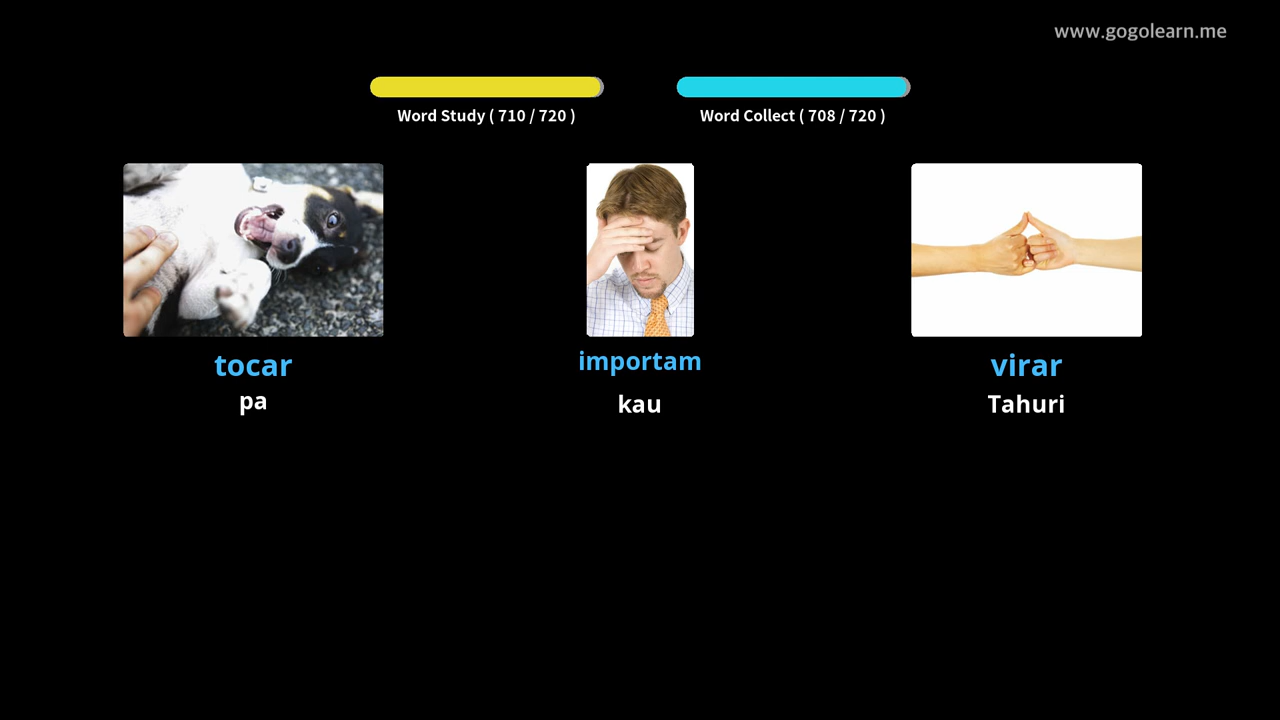 www.gogolearn.me
Word Study ( 710 / 720 )
Word Collect ( 708 / 720 )
tocar
pa
importam
kau
virar
Tahuri